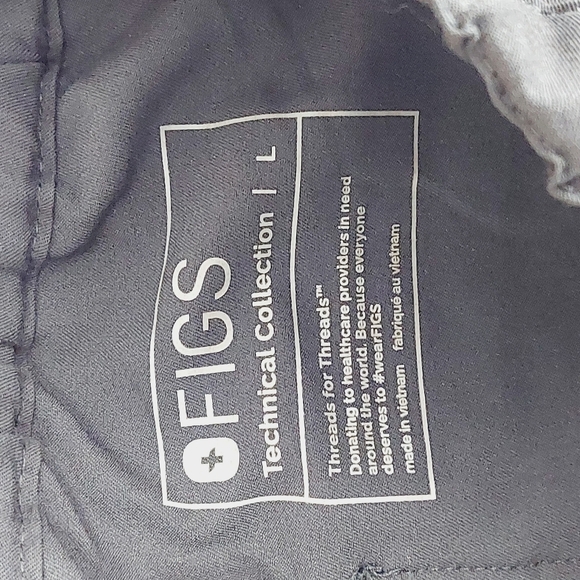 FIGS
Technical Collection | L
Threads for Threads™
Donating to healthcare providers in need
around the world. Because everyone
deserves to #wearFIGS
made in vietnam fabriqué au vietnam